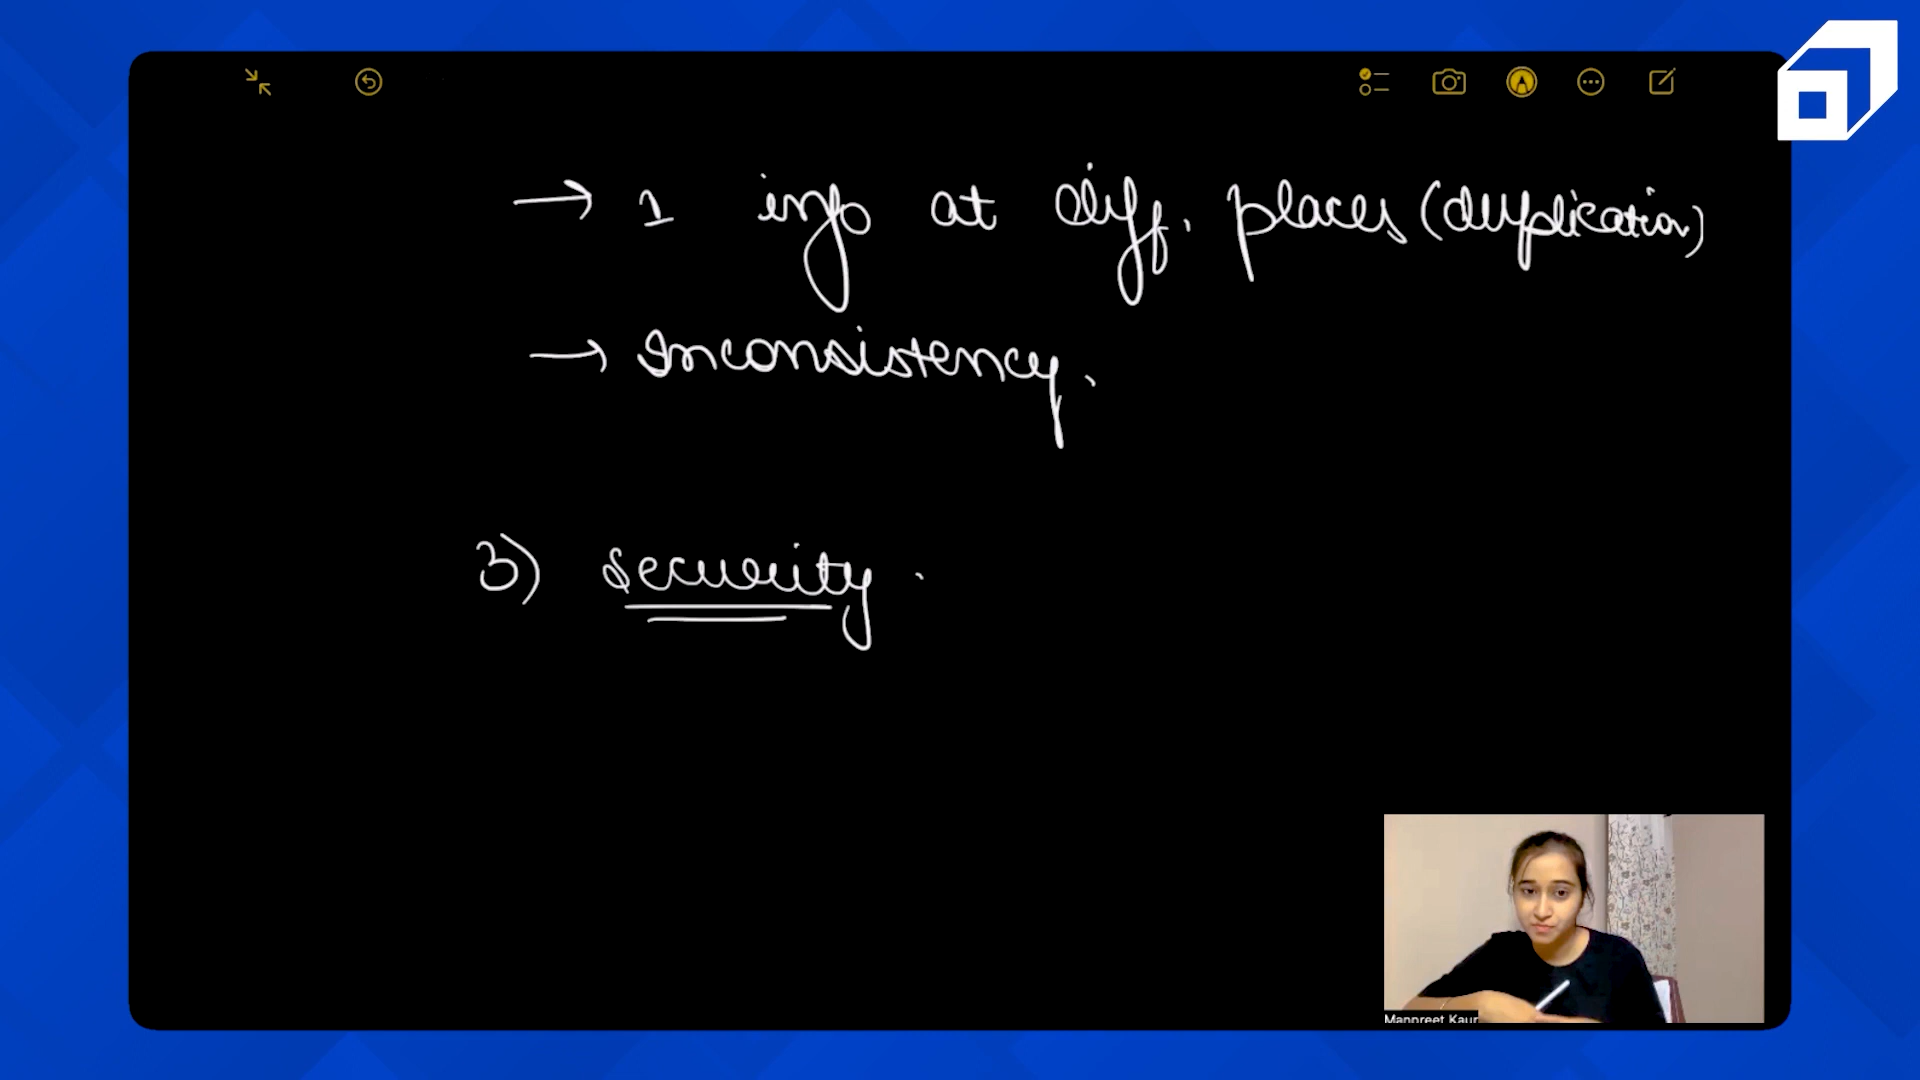 → 1 info at diff. places (duplication)
→ Inconsistency.
3) Security.
Manpreet Kaur